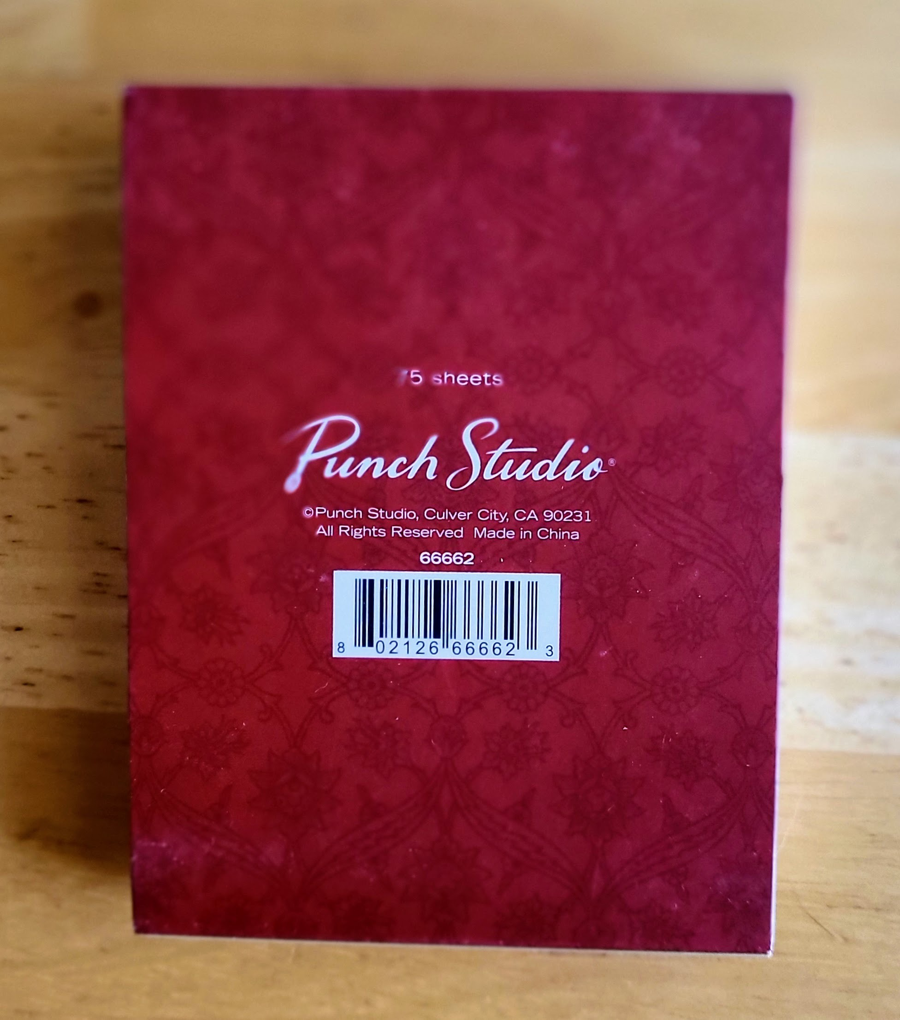 75 sheets
Punch Studio®
©Punch Studio, Culver City, CA 90231
All Rights Reserved Made in China
66662
8 02126 66662 3